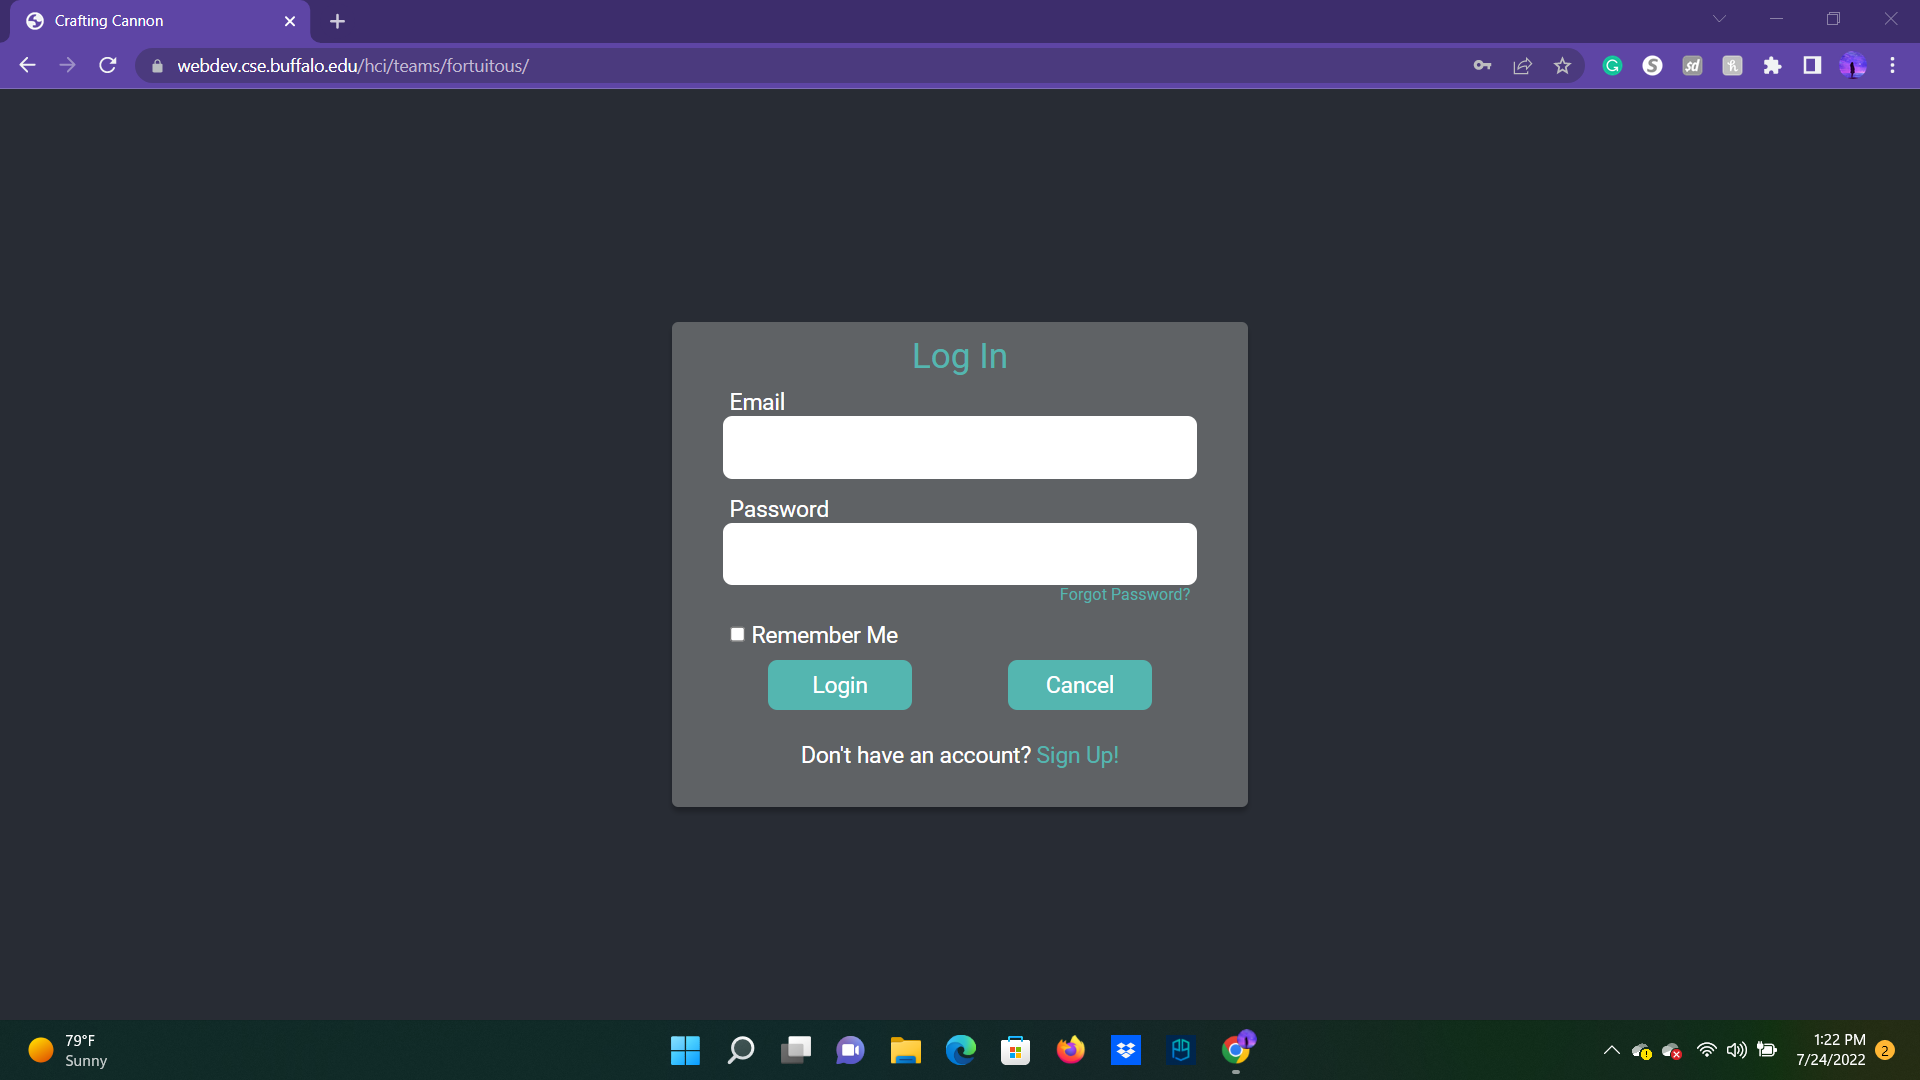 Crafting Cannon
webdev.cse.buffalo.edu/hci/teams/fortuitous/
Log In
Email
Password
Forgot Password?
Remember Me
Login Cancel
Don't have an account? Sign Up!
79°F
Sunny
1:22 PM
7/24/2022
2